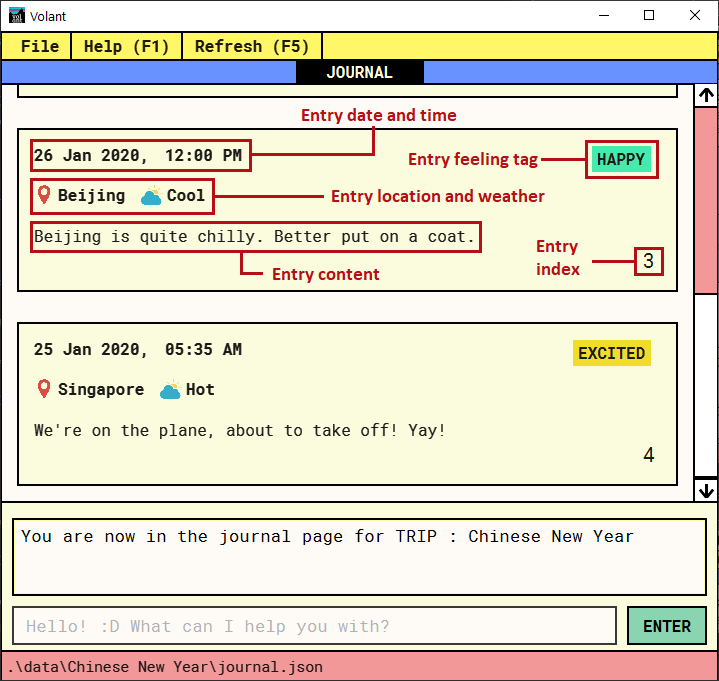 Volant
File Help (F1) Refresh (F5)
JOURNAL
Entry date and time
26 Jan 2020, 12:00 PM
Entry feeling tag
HAPPY
Beijing Cool
Entry location and weather
Beijing is quite chilly. Better put on a coat.
Entry
index
3
Entry content
25 Jan 2020, 05:35 AM
EXCITED
Singapore Hot
We're on the plane, about to take off! Yay!
4
You are now in the journal page for TRIP : Chinese New Year
Hello! :D What can I help you with?
ENTER
.\data\Chinese New Year\journal.json